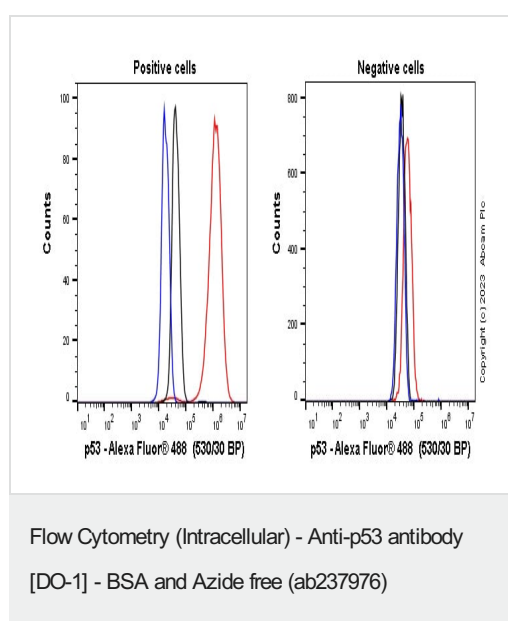 Positive cells
Negative cells
Counts
100
80
60
40
20
0
10^1 10^2 10^3 10^4 10^5 10^6 10^7
p53 - Alexa Fluor® 488 (530/30 BP)
Counts
800
600
400
200
0
10^1 10^2 10^3 10^4 10^5 10^6 10^7
p53 - Alexa Fluor® 488 (530/30 BP)
Copyright (c) 2023 Abcam Plc
Flow Cytometry (Intracellular) - Anti-p53 antibody
[DO-1] - BSA and Azide free (ab237976)